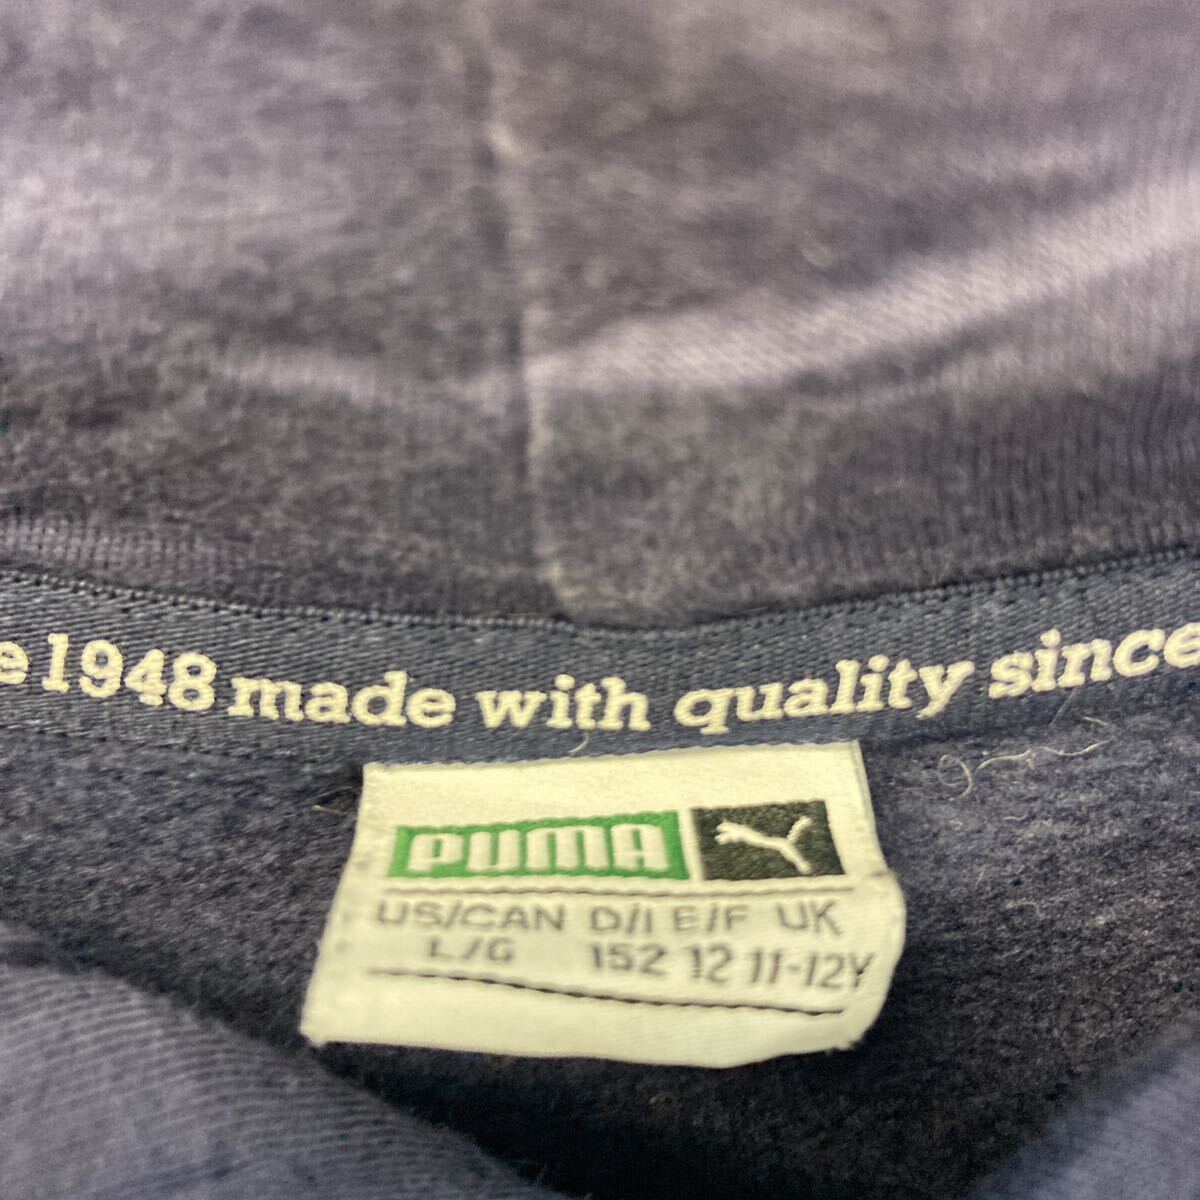 e 1948 made with quality since
PUMA
US/CAN D/I E/F UK
L/G 152 12 11-12Y